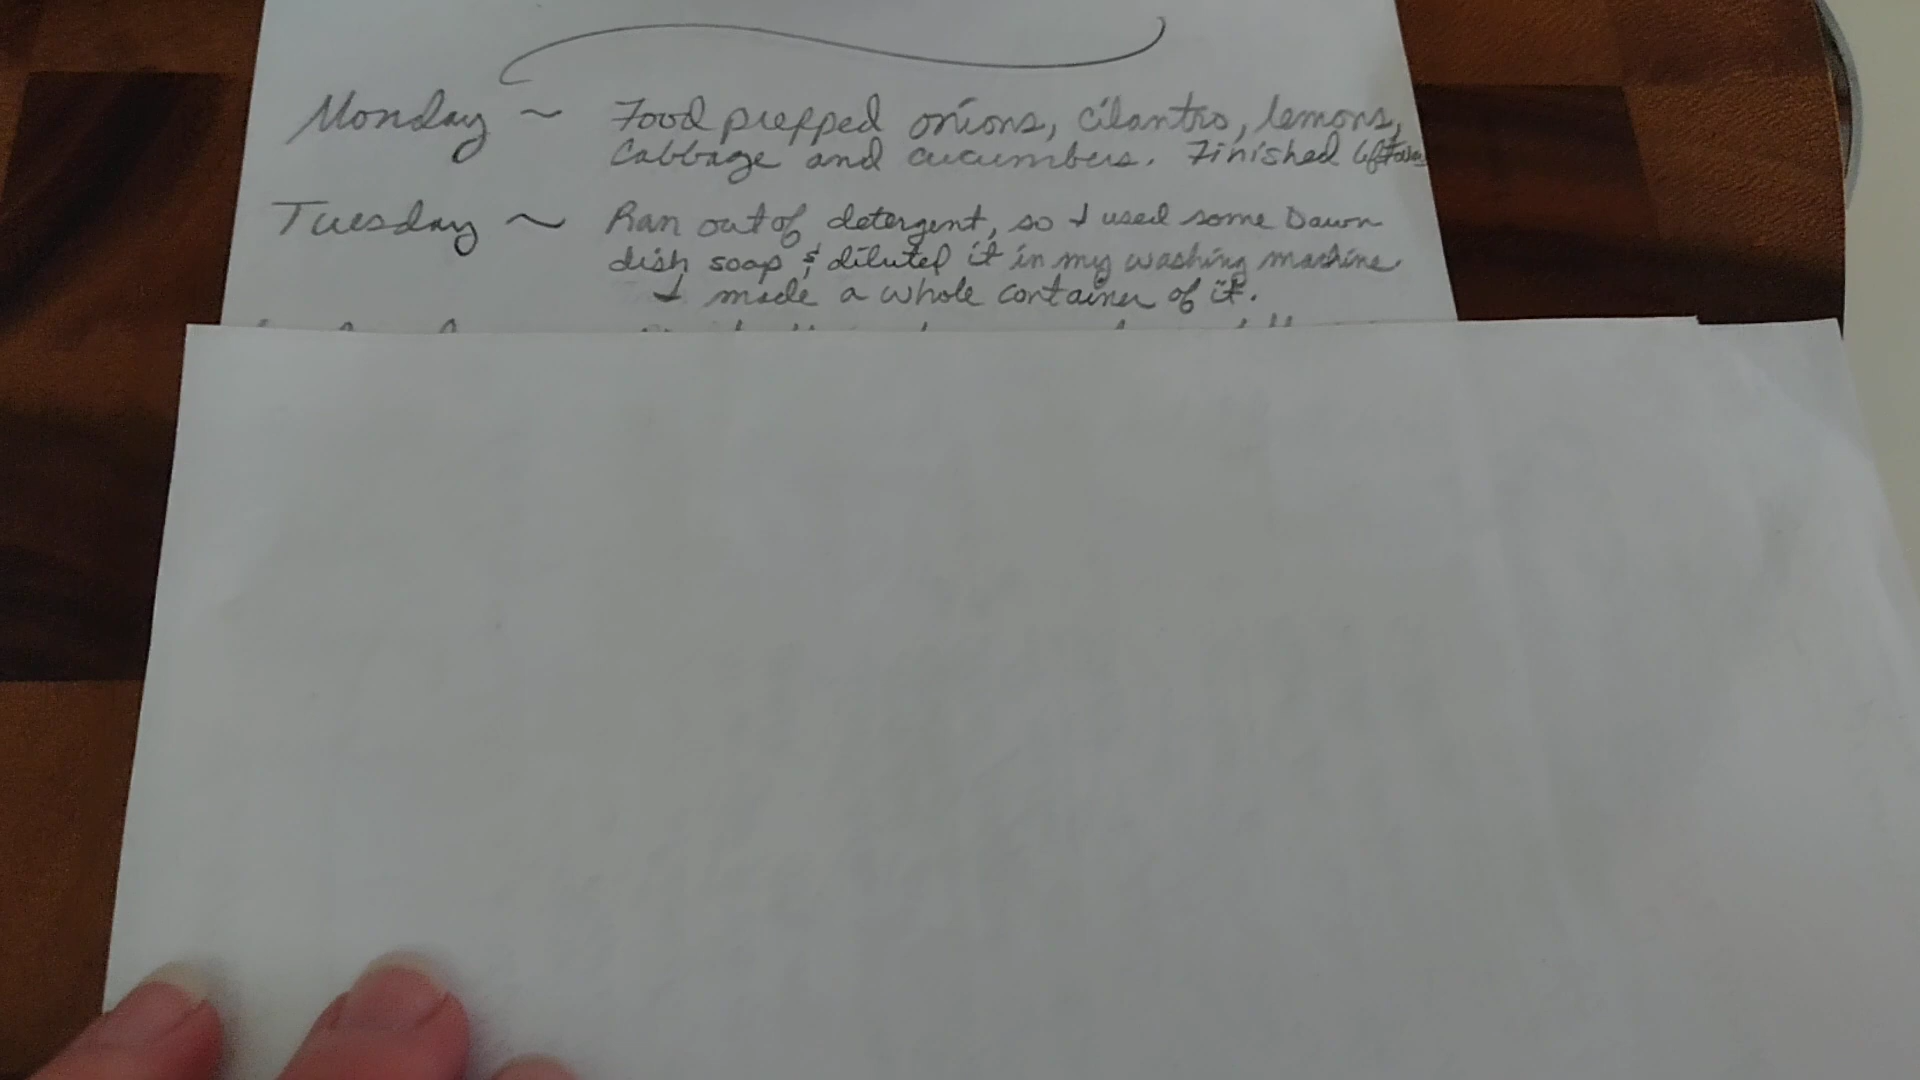 Monday ~ Food prepped onions, cilantro, lemons,
Cabbage and cucumbers. Finished
Tuesday ~ Ran out of detergent, so I used some Dawn
dish soap & diluted it in my washing machine
I made a whole container of it.